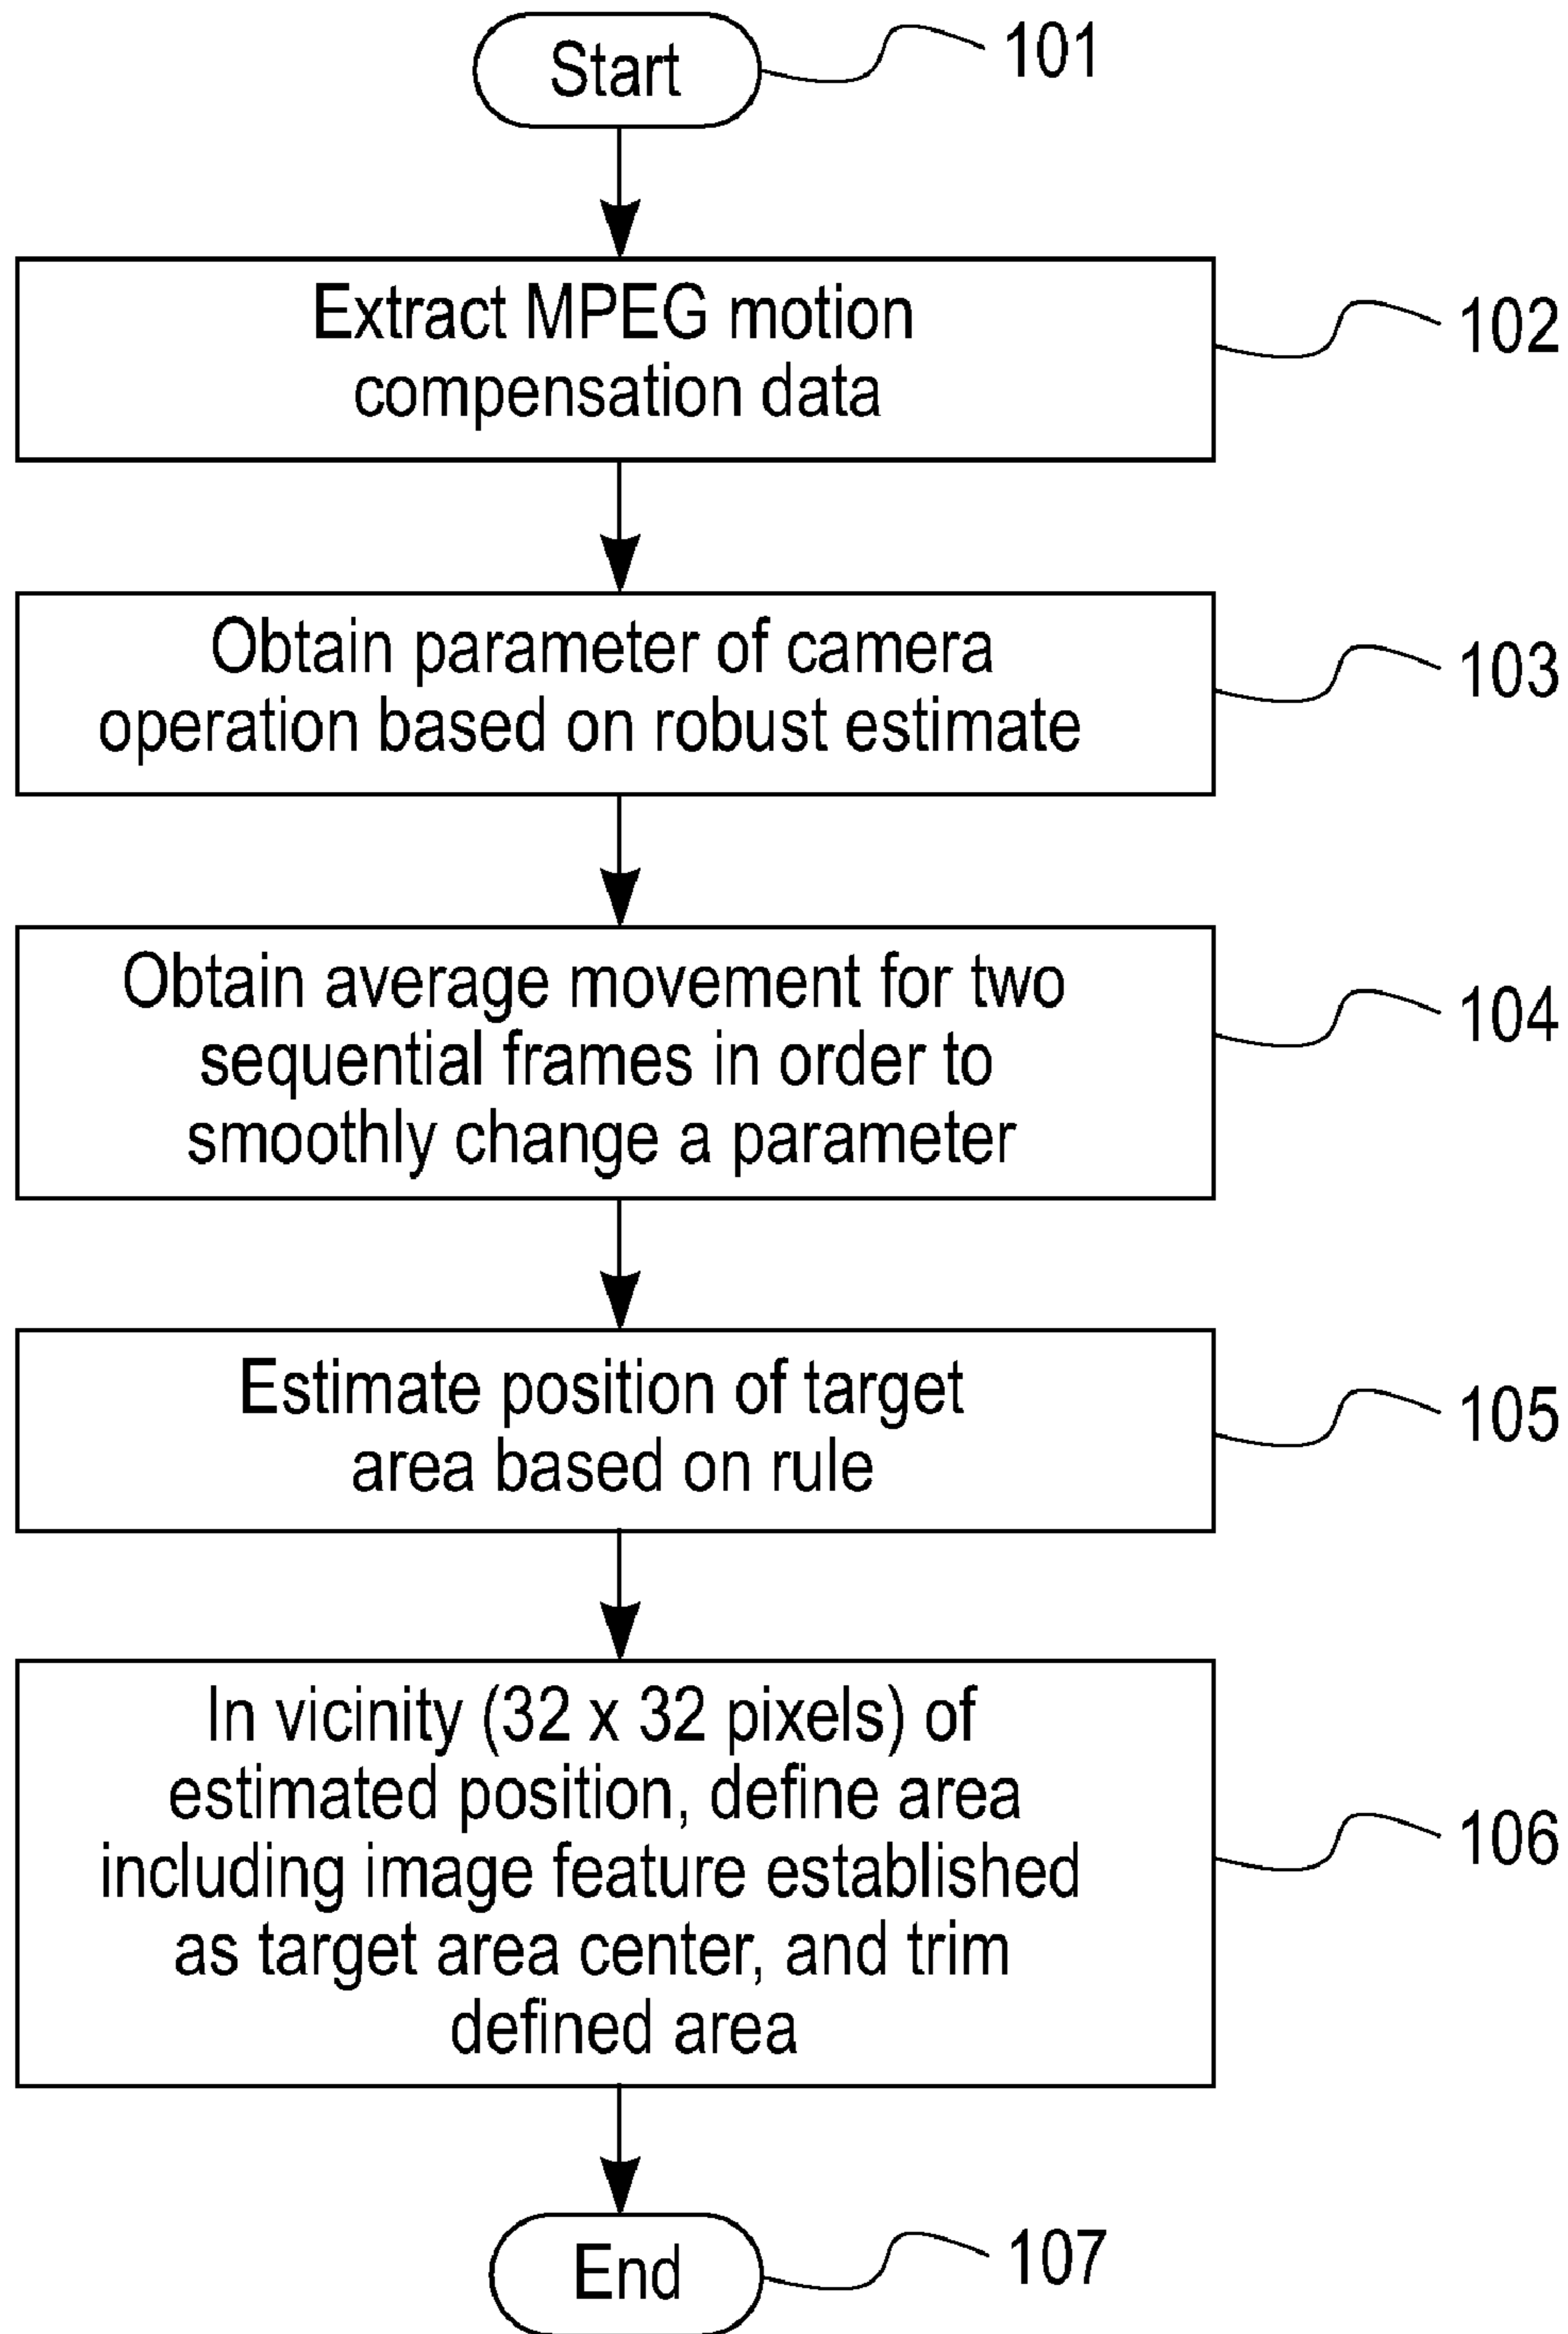 Start
101
Extract MPEG motion
compensation data
102
Obtain parameter of camera
operation based on robust estimate
103
Obtain average movement for two
sequential frames in order to
smoothly change a parameter
104
Estimate position of target
area based on rule
105
In vicinity (32 x 32 pixels) of
estimated position, define area
including image feature established
as target area center, and trim
defined area
106
End
107